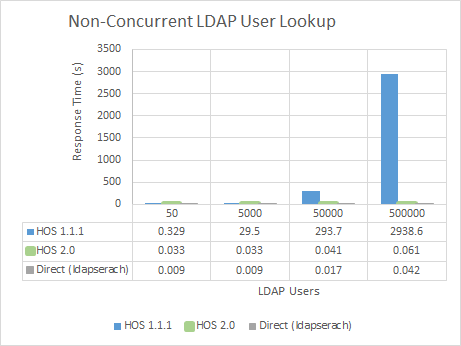 Non-Concurrent LDAP User Lookup
Response Time (s)
3500
3000
2500
2000
1500
1000
500
0
50 5000 50000 500000
HOS 1.1.1 0.329 29.5 293.7 2938.6
HOS 2.0 0.033 0.033 0.041 0.061
Direct (ldapserach) 0.009 0.009 0.017 0.042
LDAP Users
HOS 1.1.1 HOS 2.0 Direct (ldapserach)